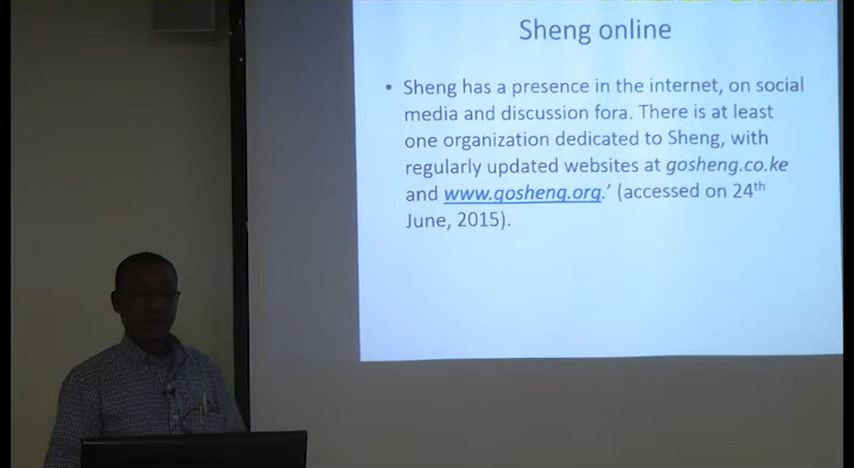 Sheng online
• Sheng has a presence in the internet, on social
media and discussion fora. There is at least
one organization dedicated to Sheng, with
regularly updated websites at gosheng.co.ke
and www.gosheng.org.’ (accessed on 24th
June, 2015).